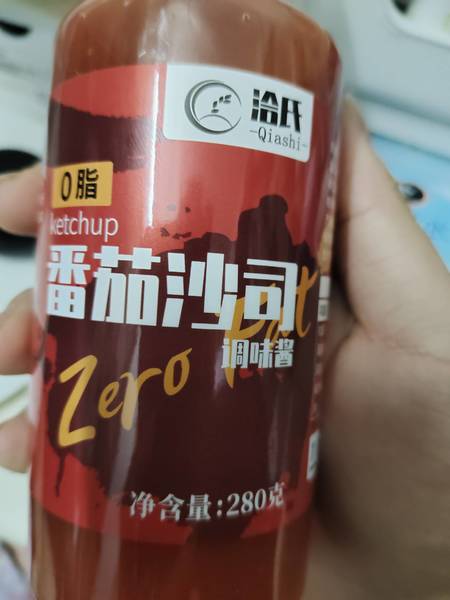 洽氏
-Qiashi-
0脂
ketchup
番茄沙司
调味酱
Zero Fat
净含量:280克